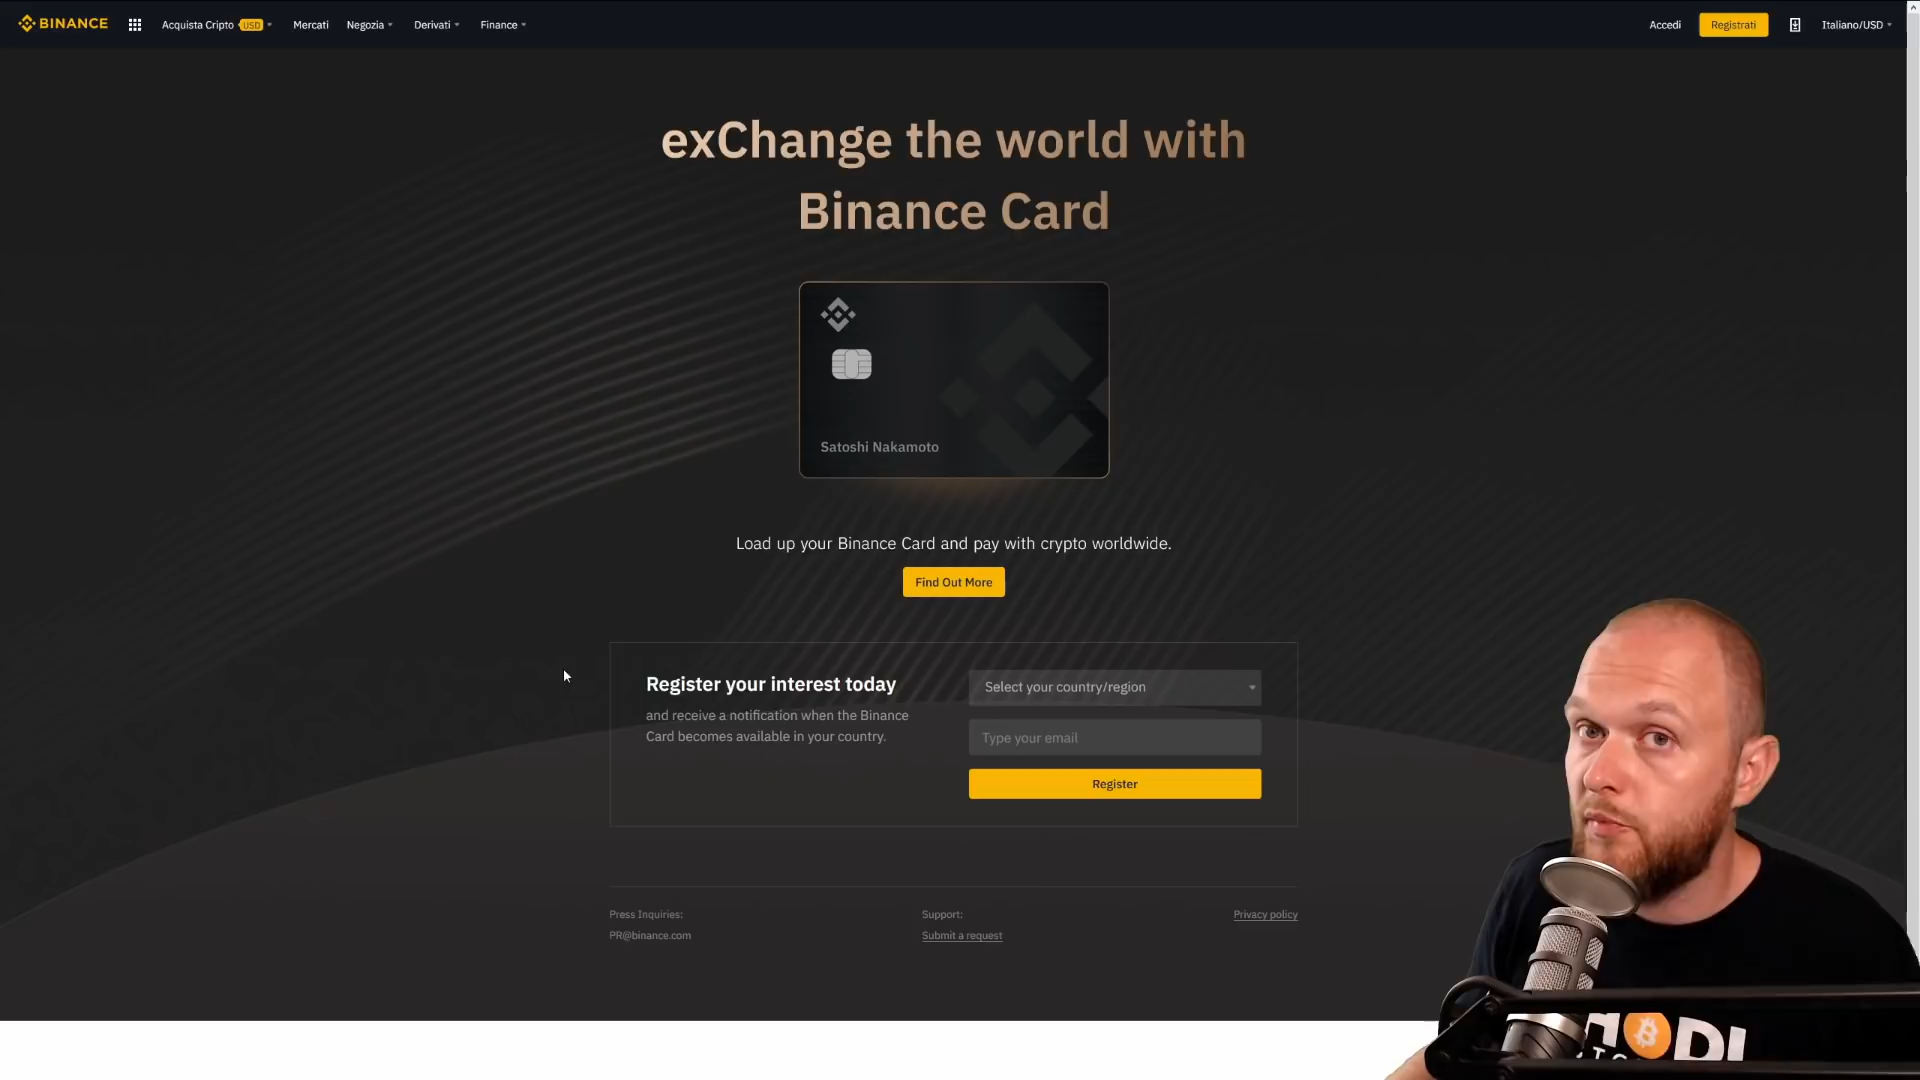 BINANCE
Acquista Cripto USD
Mercati
Negozia
Derivati
Finance
Accedi
Registrati
Italiano/USD
exChange the world with
Binance Card
Satoshi Nakamoto
Load up your Binance Card and pay with crypto worldwide.
Find Out More
Register your interest today
and receive a notification when the Binance
Card becomes available in your country.
Select your country/region
Type your email
Register
Press Inquiries:
PR@binance.com
Support:
Submit a request
Privacy policy